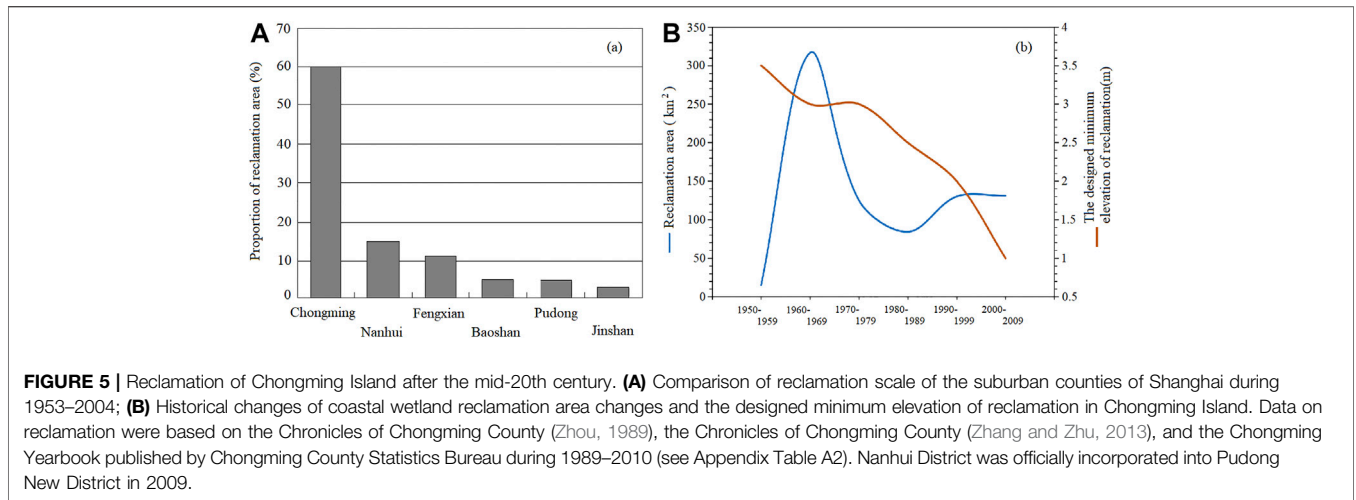 A
(a)
Proportion of reclamation area (%)
70
60
50
40
30
20
10
0
Chongming
Nanhui
Fengxian
Baoshan
Pudong
Jinshan
B
(b)
Reclamation area ( km²)
350
300
250
200
150
100
50
0
4
3.5
3
2.5
2
1.5
1
0.5
The designed minimum
elevation of reclamation(m)
1950-
1959
1960-
1969
1970-
1979
1980-
1989
1990-
1999
2000-
2009
FIGURE 5 | Reclamation of Chongming Island after the mid-20th century. (A) Comparison of reclamation scale of the suburban counties of Shanghai during
1953–2004; (B) Historical changes of coastal wetland reclamation area changes and the designed minimum elevation of reclamation in Chongming Island. Data on
reclamation were based on the Chronicles of Chongming County (Zhou, 1989), the Chronicles of Chongming County (Zhang and Zhu, 2013), and the Chongming
Yearbook published by Chongming County Statistics Bureau during 1989–2010 (see Appendix Table A2). Nanhui District was officially incorporated into Pudong
New District in 2009.